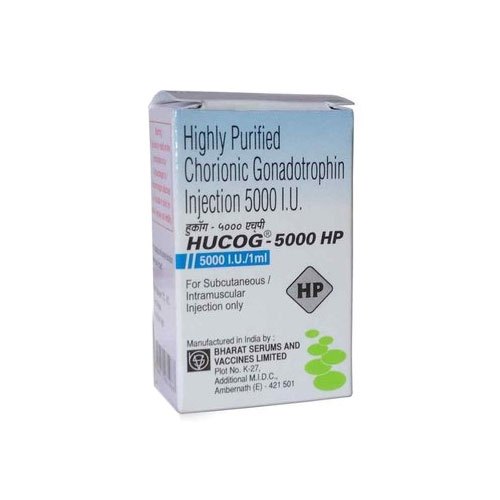 Highly Purified
Chorionic Gonadotrophin
Injection 5000 I.U.
हुकॉग - ५००० एचपी
HUCOG®-5000 HP
5000 I.U./1ml
For Subcutaneous /
Intramuscular
Injection only
HP
Manufactured in India by :
BHARAT SERUMS AND
VACCINES LIMITED
Plot No. K-27,
Additional M.I.D.C.,
Ambernath (E) - 421 501